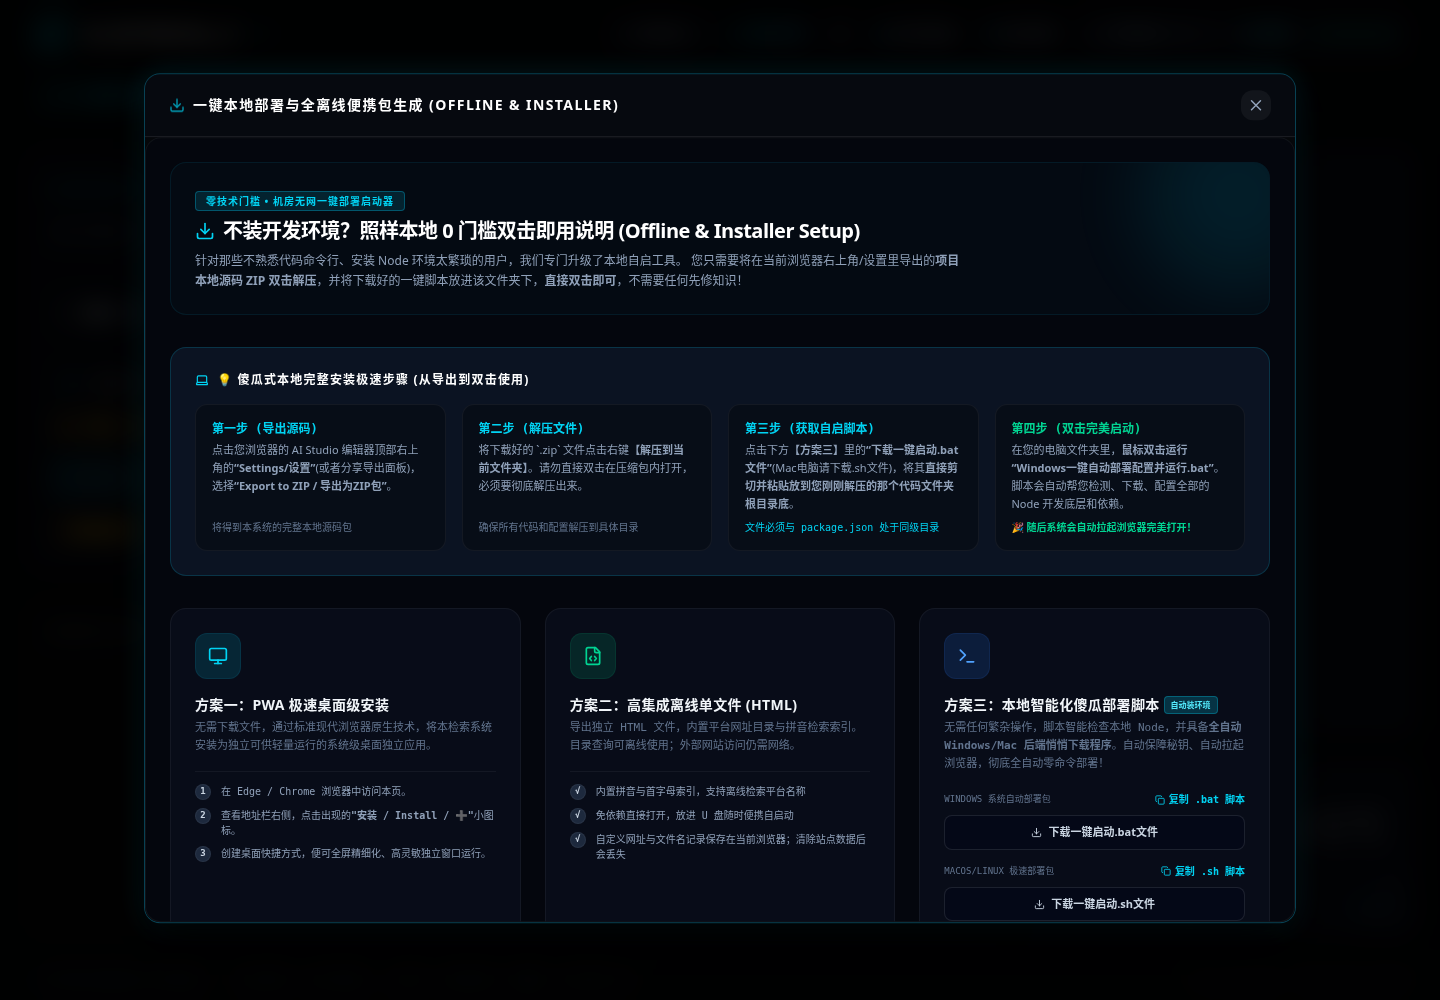 一键本地部署与全离线便携包生成 (OFFLINE & INSTALLER)
零技术门槛 • 机房无网一键部署启动器
不装开发环境？照样本地 0 门槛双击即用说明 (Offline & Installer Setup)
针对那些不熟悉代码命令行、安装 Node 环境太繁琐的用户，我们专门升级了本地自启工具。 您只需要将在当前浏览器右上角/设置里导出的项目
本地源码 ZIP 双击解压，并将下载好的一键脚本放进该文件夹下，直接双击即可，不需要任何先修知识！
💡 傻瓜式本地完整安装极速步骤 (从导出到双击使用)
第一步 (导出源码)
点击您浏览器的 AI Studio 编辑器顶部右上
角的“Settings/设置”(或者分享导出面板)，
选择“Export to ZIP / 导出为ZIP包”。
将得到本系统的完整本地源码包
第二步 (解压文件)
将下载好的 `.zip` 文件点击右键【解压到当
前文件夹】。请勿直接双击在压缩包内打开，
必须要彻底解压出来。
确保所有代码和配置解压到具体目录
第三步 (获取自启脚本)
点击下方【方案三】里的“下载一键启动.bat
文件”(Mac电脑请下载.sh文件)，将其直接剪
切并粘贴放到您刚刚解压的那个代码文件夹
根目录底。
文件必须与 package.json 处于同级目录
第四步 (双击完美启动)
在您的电脑文件夹里，鼠标双击运行
“Windows一键自动部署配置并运行.bat”。
脚本会自动帮您检测、下载、配置全部的
Node 开发底层和依赖。
🎉 随后系统会自动拉起浏览器完美打开！
方案一：PWA 极速桌面级安装
无需下载文件，通过标准现代浏览器原生技术，将本检索系统
安装为独立可供轻量运行的系统级桌面独立应用。
1 在 Edge / Chrome 浏览器中访问本页。
2 查看地址栏右侧，点击出现的"安装 / Install / ➕"小图
标。
3 创建桌面快捷方式，便可全屏精细化、高灵敏独立窗口运行。
方案二：高集成离线单文件 (HTML)
导出独立 HTML 文件，内置平台网址目录与拼音检索索引。
目录查询可离线使用；外部网站访问仍需网络。
√ 内置拼音与首字母索引，支持离线检索平台名称
√ 免依赖直接打开，放进 U 盘随时便携自启动
√ 自定义网址与文件名记录保存在当前浏览器；清除站点数据后
会丢失
方案三：本地智能化傻瓜部署脚本 自动装环境
无需任何繁杂操作，脚本智能检查本地 Node，并具备全自动
Windows/Mac 后端悄悄下载程序。自动保障秘钥、自动拉起
浏览器，彻底全自动零命令部署！
WINDOWS 系统自动部署包 复制 .bat 脚本
下载一键启动.bat文件
MACOS/LINUX 极速部署包 复制 .sh 脚本
下载一键启动.sh文件